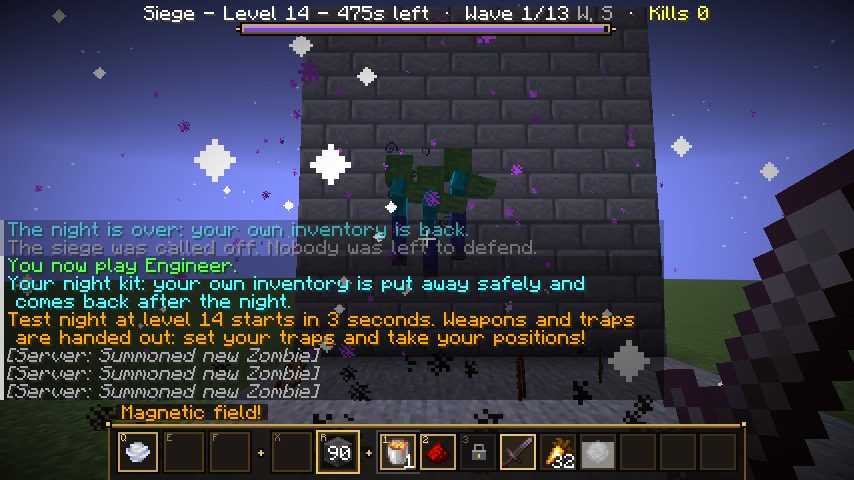 Siege – Level 14 – 475s left · Wave 1/13 W, S · Kills 0
The night is over: your own inventory is back.
The siege was called off. Nobody was left to defend.
You now play Engineer.
Your night kit: your own inventory is put away safely and
comes back after the night.
Test night at level 14 starts in 3 seconds. Weapons and traps
are handed out: set your traps and take your positions!
[Server: Summoned new Zombie]
[Server: Summoned new Zombie]
[Server: Summoned new Zombie]
Magnetic field!
Q E F X R 90 1 1 2 3 32